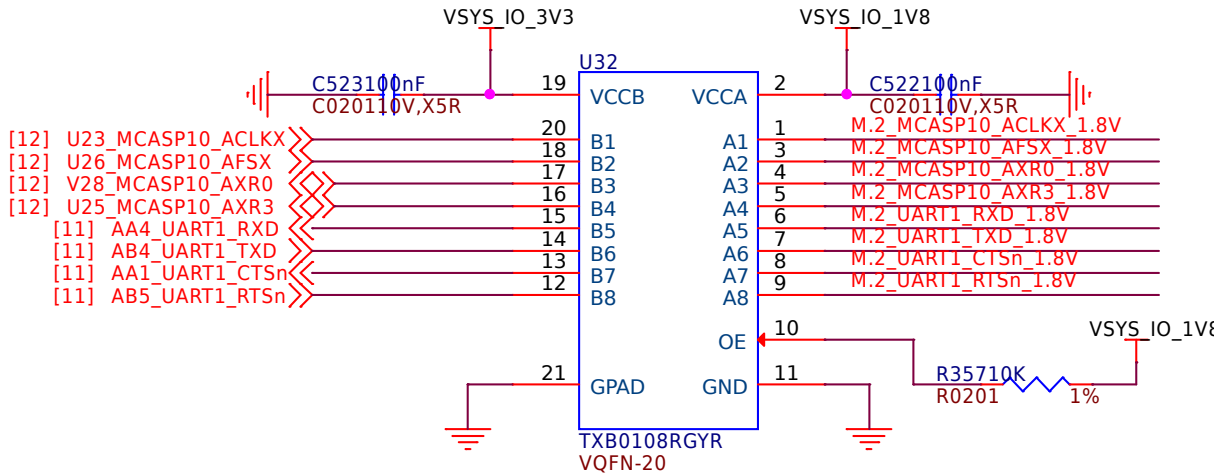 VSYS_IO_3V3
VSYS_IO_1V8
U32
C523100nF
C020110V,X5R
19
VCCB
VCCA
2
C522100nF
C020110V,X5R
[12] U23_MCASP10_ACLKX
20
B1
A1
1
M.2_MCASP10_ACLKX_1.8V
[12] U26_MCASP10_AFSX
18
B2
A2
3
M.2_MCASP10_AFSX_1.8V
[12] V28_MCASP10_AXR0
17
B3
A3
4
M.2_MCASP10_AXR0_1.8V
[12] U25_MCASP10_AXR3
16
B4
A4
5
M.2_MCASP10_AXR3_1.8V
[11] AA4_UART1_RXD
15
B5
A5
6
M.2_UART1_RXD_1.8V
[11] AB4_UART1_TXD
14
B6
A6
7
M.2_UART1_TXD_1.8V
[11] AA1_UART1_CTSn
13
B7
A7
8
M.2_UART1_CTSn_1.8V
[11] AB5_UART1_RTSn
12
B8
A8
9
M.2_UART1_RTSn_1.8V
OE
10
VSYS_IO_1V8
21
GPAD
GND
11
R35710K
R0201
1%
TXB0108RGYR
VQFN-20